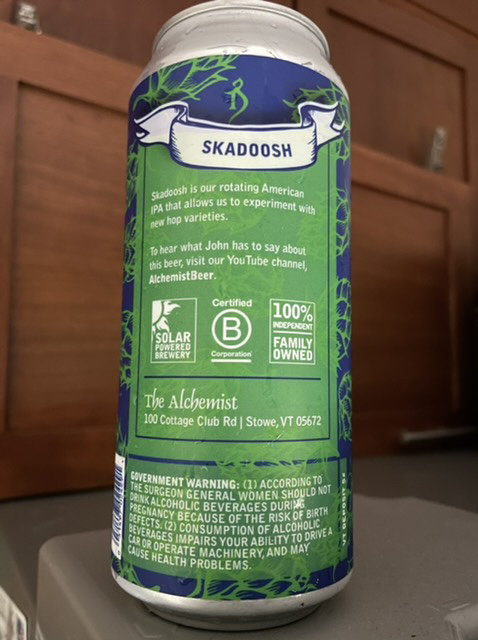 SKADOOSH
Skadoosh is our rotating American
IPA that allows us to experiment with
new hop varieties.
To hear what John has to say about
this beer, visit our YouTube channel,
AlchemistBeer.
SOLAR
POWERED
BREWERY
Certified
B
Corporation
100%
INDEPENDENT
FAMILY
OWNED
The Alchemist
100 Cottage Club Rd | Stowe, VT 05672
GOVERNMENT WARNING: (1) ACCORDING TO
THE SURGEON GENERAL WOMEN SHOULD NOT
DRINK ALCOHOLIC BEVERAGES DURING
PREGNANCY BECAUSE OF THE RISK OF BIRTH
DEFECTS. (2) CONSUMPTION OF ALCOHOLIC
BEVERAGES IMPAIRS YOUR ABILITY TO DRIVE A
CAR OR OPERATE MACHINERY, AND MAY
CAUSE HEALTH PROBLEMS.
VT DEPOSIT 5¢